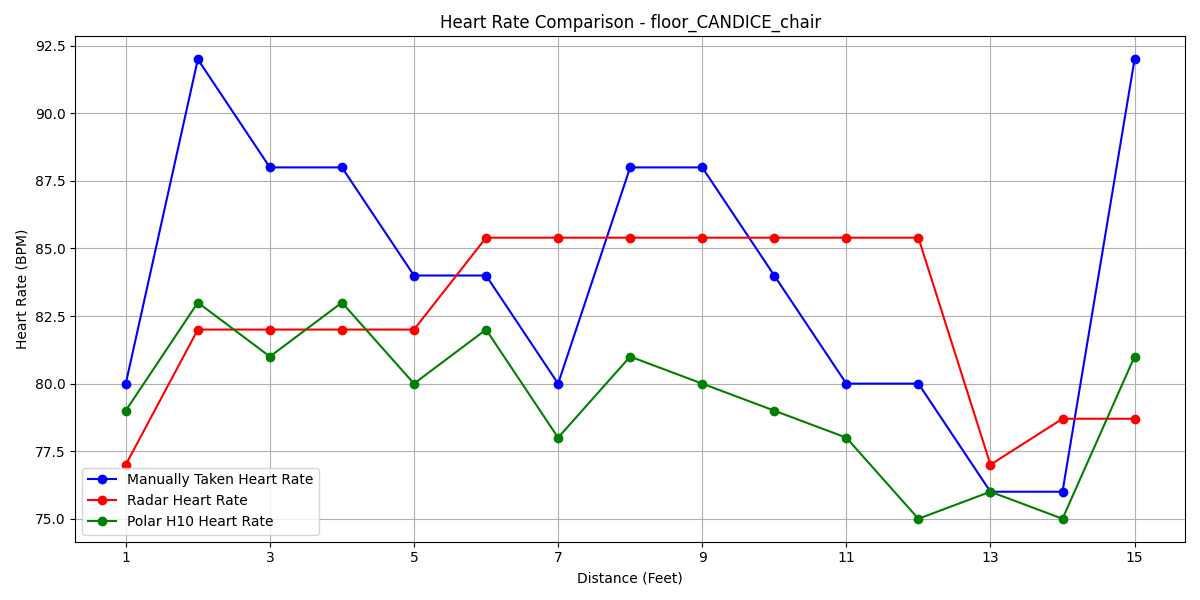 Heart Rate Comparison - floor_CANDICE_chair
Heart Rate (BPM)
92.5
90.0
87.5
85.0
82.5
80.0
77.5
75.0
Manually Taken Heart Rate
Radar Heart Rate
Polar H10 Heart Rate
1 3 5 7 9 11 13 15
Distance (Feet)